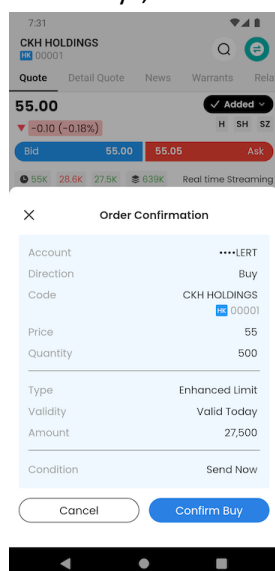 7:31
CKH HOLDINGS
HK 00001
Quote Detail Quote News Warrants Rela
55.00 Added
-0.10 (-0.18%) H SH SZ
Bid 55.00 55.05 Ask
55K 28.6K 27.5K 639K Real time Streaming
Order Confirmation
Account ••••LERT
Direction Buy
Code CKH HOLDINGS
HK 00001
Price 55
Quantity 500
Type Enhanced Limit
Validity Valid Today
Amount 27,500
Condition Send Now
Cancel Confirm Buy